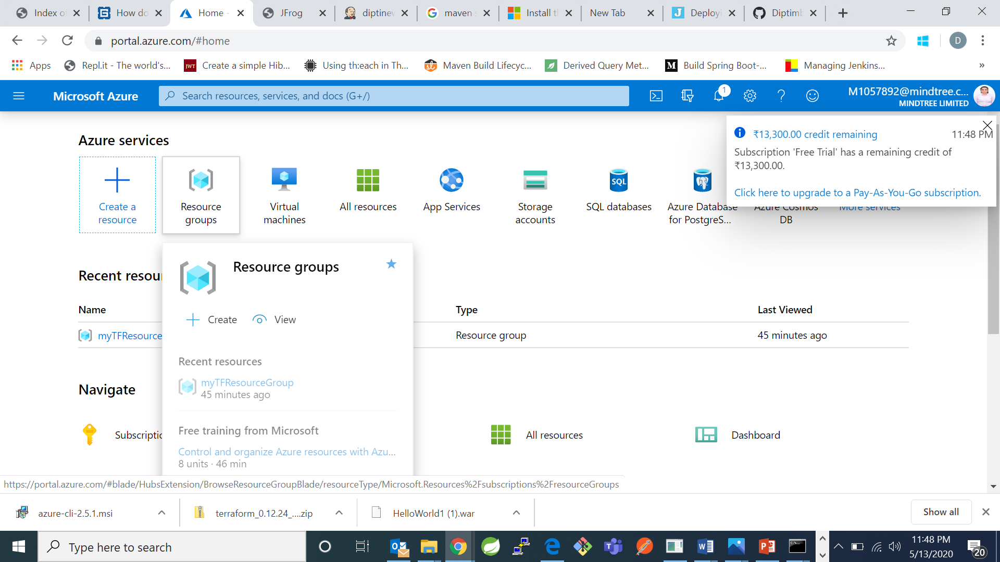 Index o
How do
Home -
JFrog
diptinev
maven s
Install t
New Tab
Deployi
Diptimb
portal.azure.com/#home
D
Apps
Repl.it - The world's...
JWT
Create a simple Hib...
Using th:each in Th...
Maven Build Lifecyc...
Derived Query Met...
M
Build Spring Boot-...
Managing Jenkins...
»
Microsoft Azure
Search resources, services, and docs (G+/)
1
M1057892@mindtree.c...
MINDTREE LIMITED
₹13,300.00 credit remaining
11:48 PM
Subscription 'Free Trial' has a remaining credit of
₹13,300.00.
Click here to upgrade to a Pay-As-You-Go subscription.
Azure services
Create a
resource
Resource
groups
Virtual
machines
All resources
App Services
Storage
accounts
SQL
SQL databases
Azure Database
for PostgreS...
Azure Cosmos
DB
More services
Recent resou
Resource groups
Create
View
Name
Type
Last Viewed
myTFResource
Resource group
45 minutes ago
Recent resources
myTFResourceGroup
45 minutes ago
Navigate
Free training from Microsoft
Control and organize Azure resources with Azu...
8 units · 46 min
Subscriptio
All resources
Dashboard
https://portal.azure.com/#blade/HubsExtension/BrowseResourceGroupBlade/resourceType/Microsoft.Resources%2Fsubscriptions%2FresourceGroups
azure-cli-2.5.1.msi
terraform_0.12.24_....zip
HelloWorld1 (1).war
Show all
Type here to search
11:48 PM
5/13/2020
20